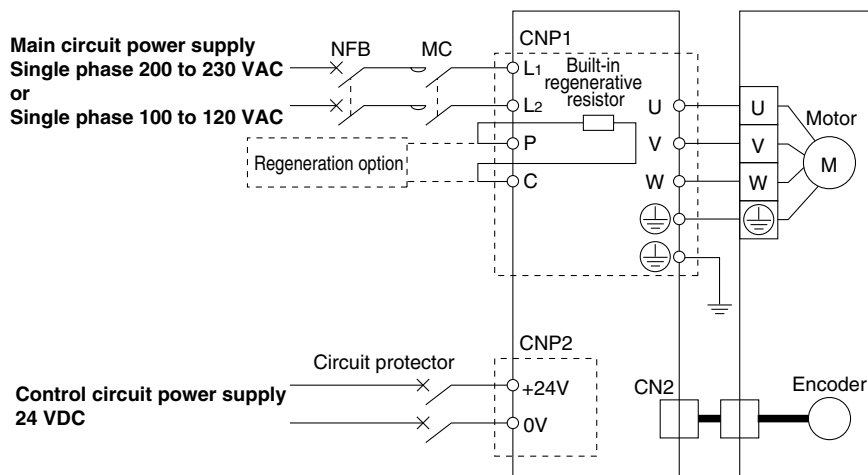 Main circuit power supply
Single phase 200 to 230 VAC
or
Single phase 100 to 120 VAC
NFB
MC
CNP1
L1
L2
P
C
Built-in
regenerative
resistor
Regeneration option
U
V
W
U
V
W
Motor
M
CNP2
Circuit protector
+24V
0V
Control circuit power supply
24 VDC
CN2
Encoder